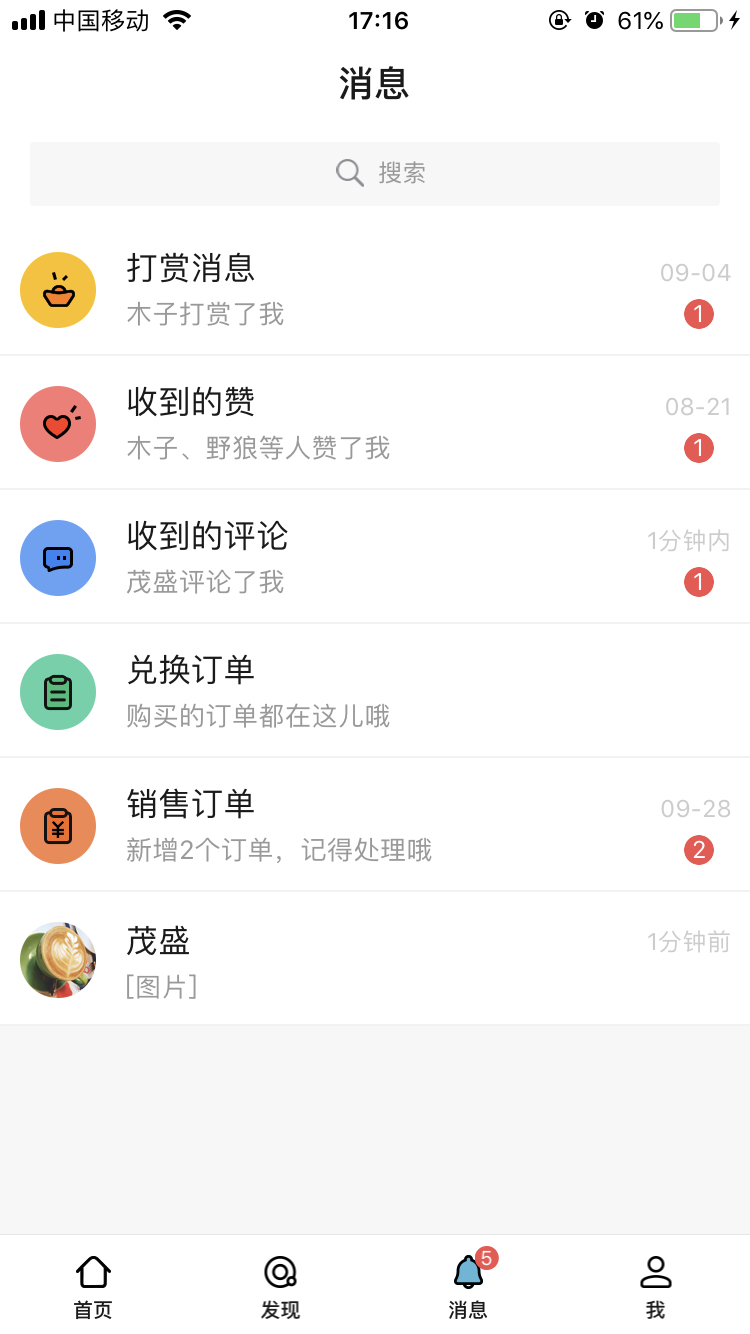 中国移动
17:16
61%
消息
搜索
打赏消息
09-04
木子打赏了我
1
收到的赞
08-21
木子、野狼等人赞了我
1
收到的评论
1分钟内
茂盛评论了我
1
兑换订单
购买的订单都在这儿哦
销售订单
09-28
新增2个订单，记得处理哦
2
茂盛
1分钟前
[图片]
5
首页
发现
消息
我